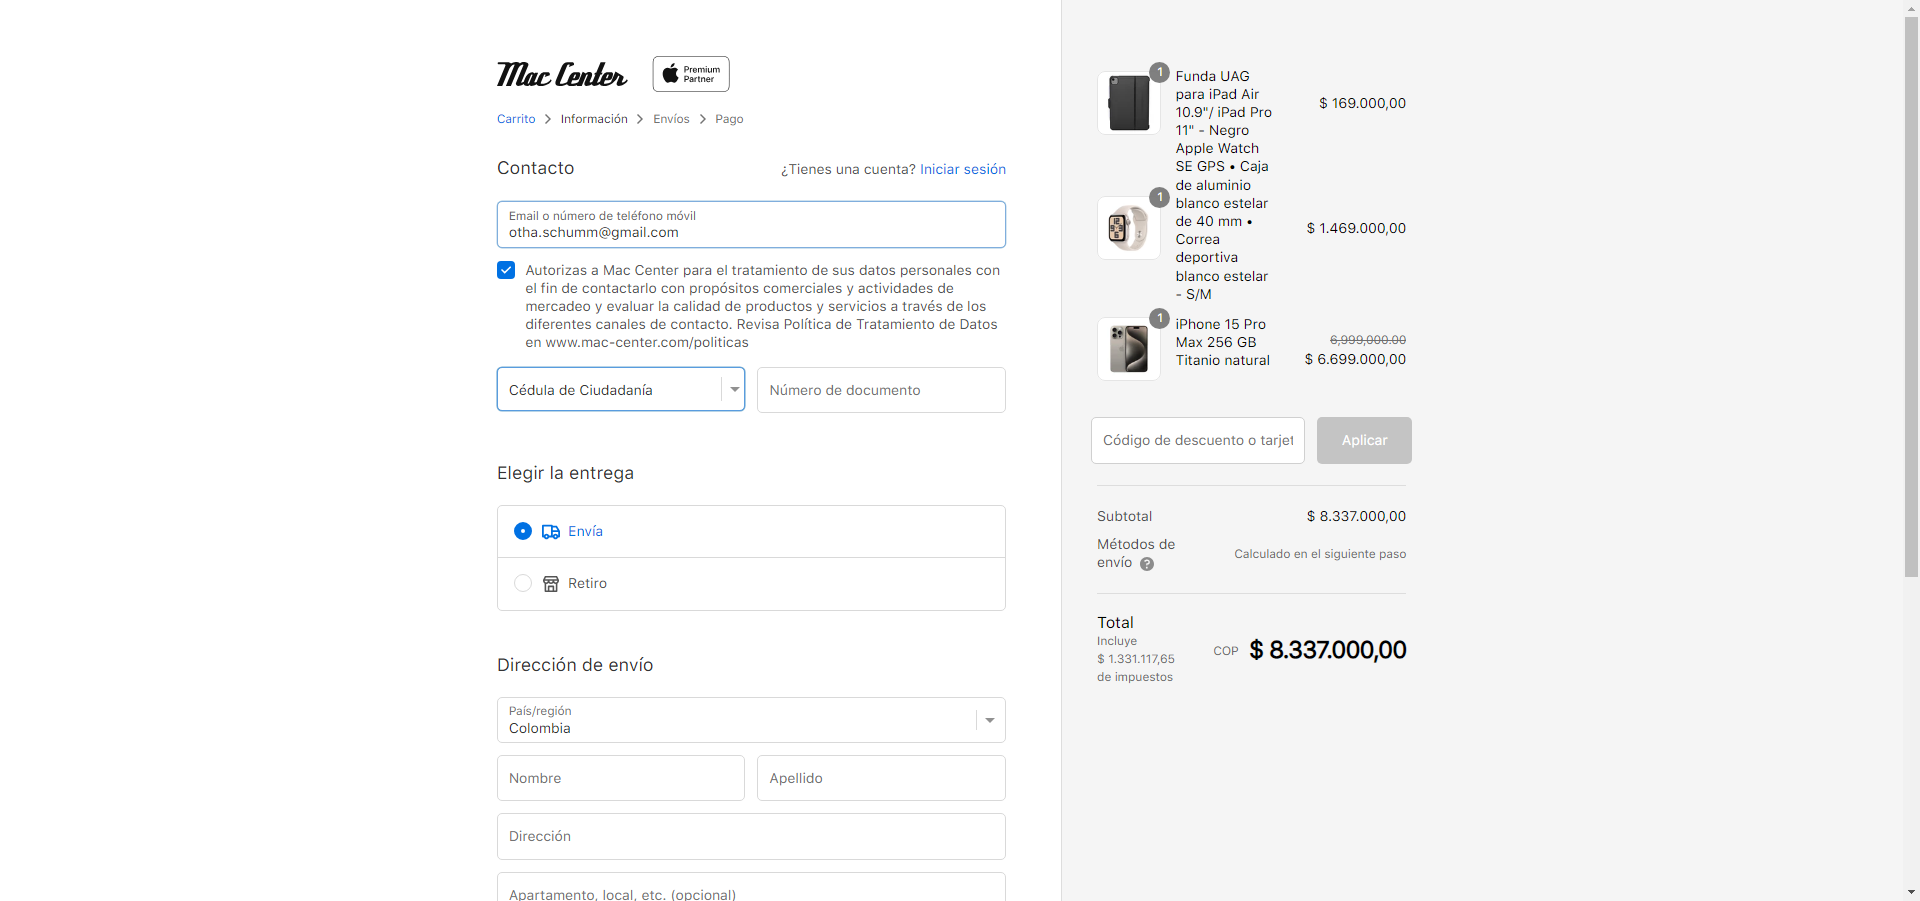 Mac Center
Premium
Partner
Carrito > Información > Envíos > Pago
Contacto
¿Tienes una cuenta? Iniciar sesión
Email o número de teléfono móvil
otha.schumm@gmail.com
Autorizas a Mac Center para el tratamiento de sus datos personales con
el fin de contactarlo con propósitos comerciales y actividades de
mercadeo y evaluar la calidad de productos y servicios a través de los
diferentes canales de contacto. Revisa Política de Tratamiento de Datos
en www.mac-center.com/politicas
Cédula de Ciudadanía
Número de documento
Elegir la entrega
Envía
Retiro
Dirección de envío
País/región
Colombia
Nombre
Apellido
Dirección
Apartamento, local, etc. (opcional)
1
Funda UAG
para iPad Air
10.9"/ iPad Pro
11" - Negro
$ 169.000,00
1
Apple Watch
SE GPS • Caja
de aluminio
blanco estelar
de 40 mm •
Correa
deportiva
blanco estelar
- S/M
$ 1.469.000,00
1
iPhone 15 Pro
Max 256 GB
Titanio natural
6,999,000.00
$ 6.699.000,00
Código de descuento o tarjet
Aplicar
Subtotal
$ 8.337.000,00
Métodos de
envío ?
Calculado en el siguiente paso
Total
Incluye
$ 1.331.117,65
de impuestos
COP $ 8.337.000,00